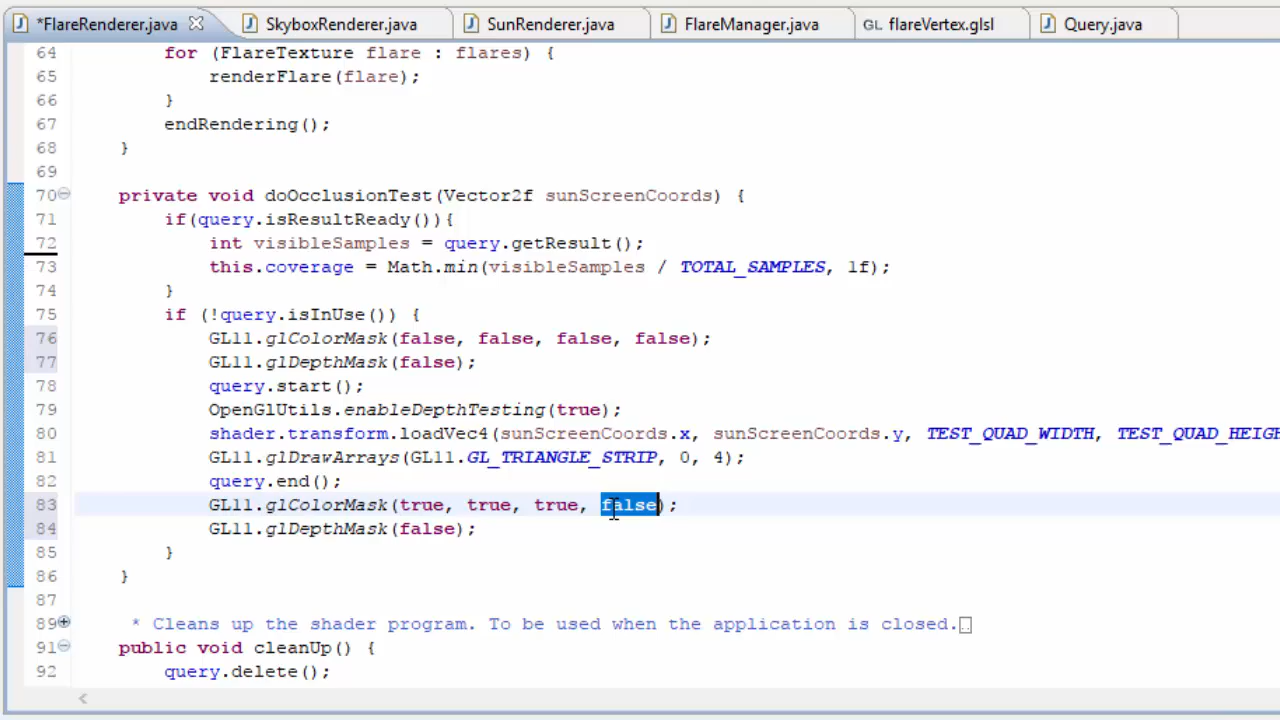 *FlareRenderer.java SkyboxRenderer.java SunRenderer.java FlareManager.java GL flareVertex.glsl Query.java
64 for (FlareTexture flare : flares) {
65 renderFlare(flare);
66 }
67 endRendering();
68 }
69
70 private void doOcclusionTest(Vector2f sunScreenCoords) {
71 if(query.isResultReady()){
72 int visibleSamples = query.getResult();
73 this.coverage = Math.min(visibleSamples / TOTAL_SAMPLES, 1f);
74 }
75 if (!query.isInUse()) {
76 GL11.glColorMask(false, false, false, false);
77 GL11.glDepthMask(false);
78 query.start();
79 OpenGlUtils.enableDepthTesting(true);
80 shader.transform.loadVec4(sunScreenCoords.x, sunScreenCoords.y, TEST_QUAD_WIDTH, TEST_QUAD_HEIGH
81 GL11.glDrawArrays(GL11.GL_TRIANGLE_STRIP, 0, 4);
82 query.end();
83 GL11.glColorMask(true, true, true, false);
84 GL11.glDepthMask(false);
85 }
86 }
87
89 * Cleans up the shader program. To be used when the application is closed.
91 public void cleanUp() {
92 query.delete();